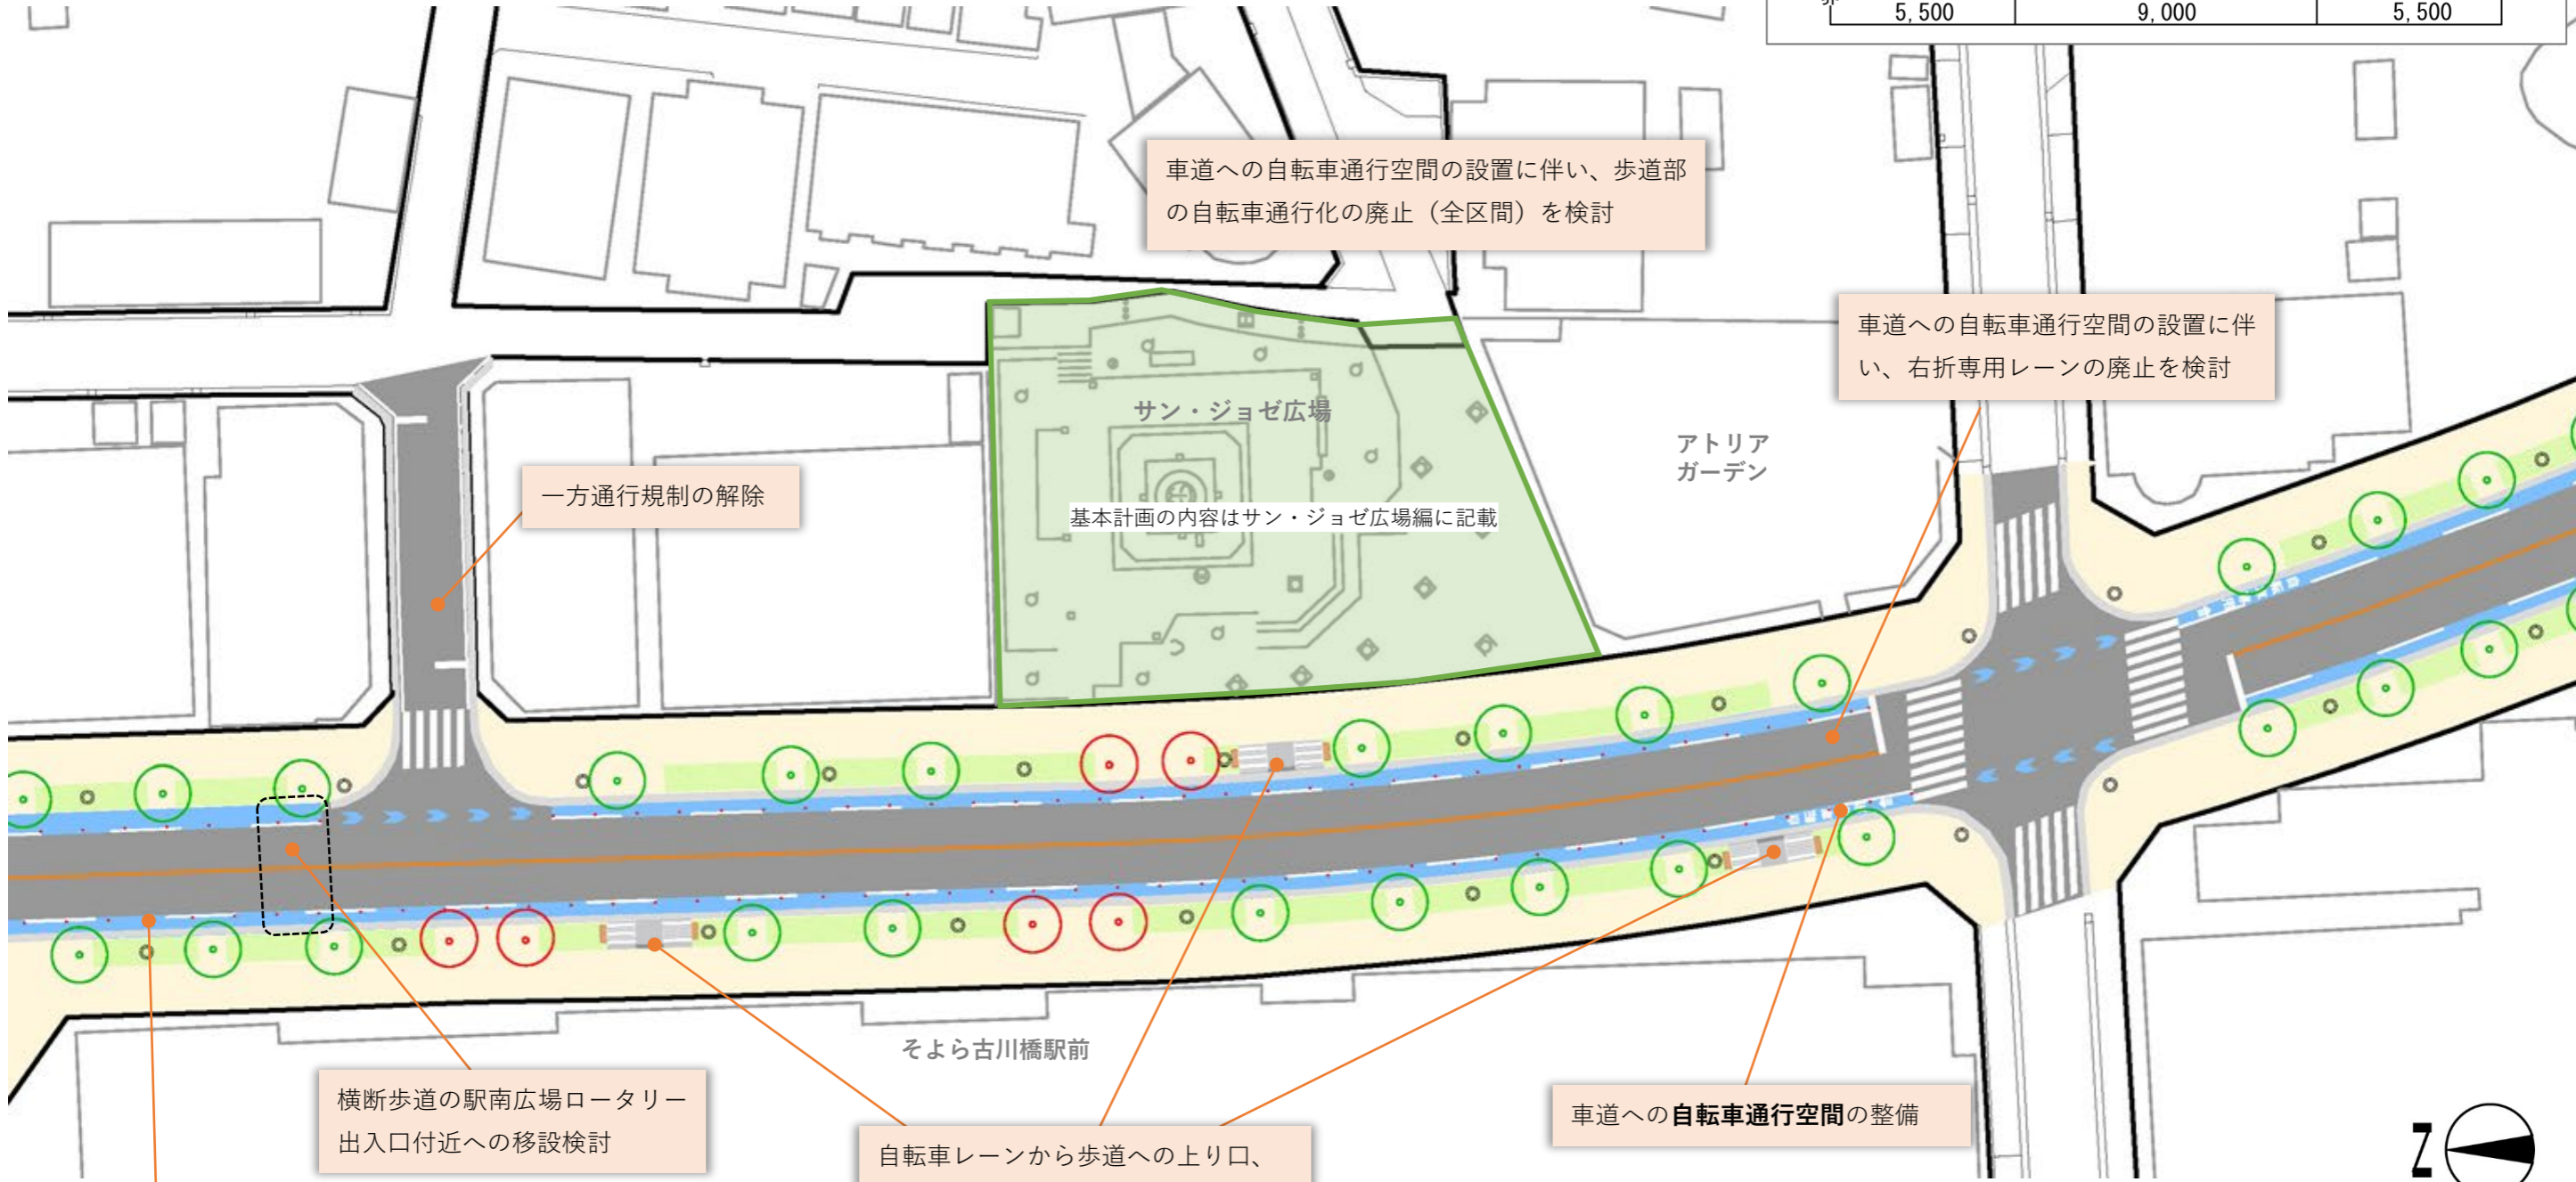 5,500 9,000 5,500
車道への自転車通行空間の設置に伴い、歩道部
の自転車通行化の廃止（全区間）を検討
車道への自転車通行空間の設置に伴
い、右折専用レーンの廃止を検討
サン・ジョゼ広場
アトリア
ガーデン
一方通行規制の解除
基本計画の内容はサン・ジョゼ広場編に記載
そよら古川橋駅前
横断歩道の駅南広場ロータリー
出入口付近への移設検討
自転車レーンから歩道への上り口、
車道への自転車通行空間の整備
Z